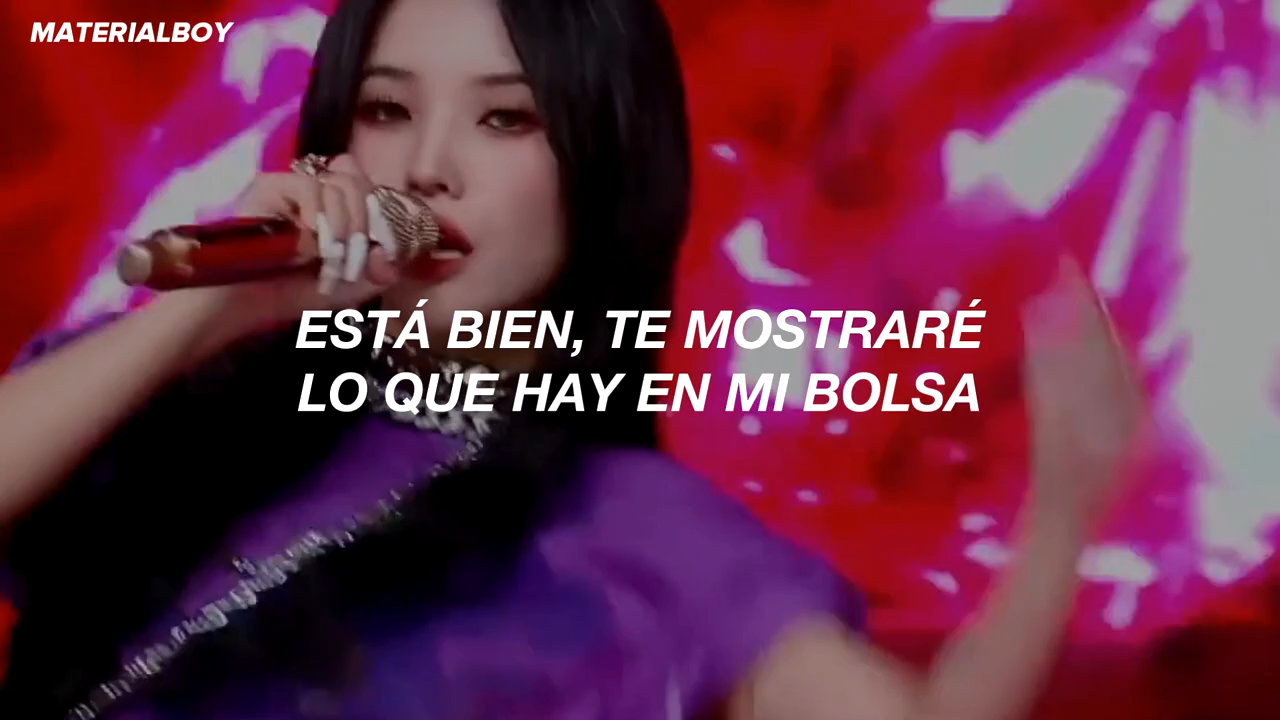 MATERIALBOY
ESTÁ BIEN, TE MOSTRARÉ
LO QUE HAY EN MI BOLSA